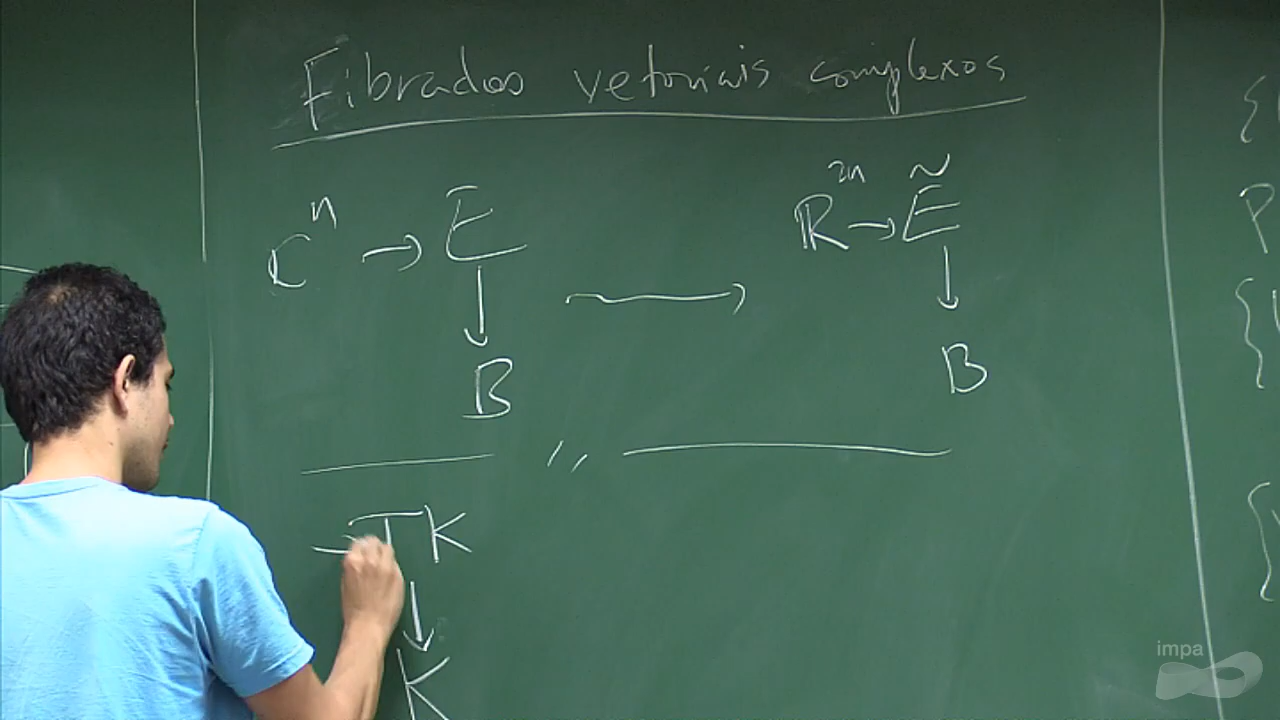 Fibrados vetoriais complexos
ℂⁿ → E ⟶ ℝ²ⁿ → Ẽ
↓ ↓
B B
——— ,, ———
→ TK
↓
K
{
P
{
{
impa